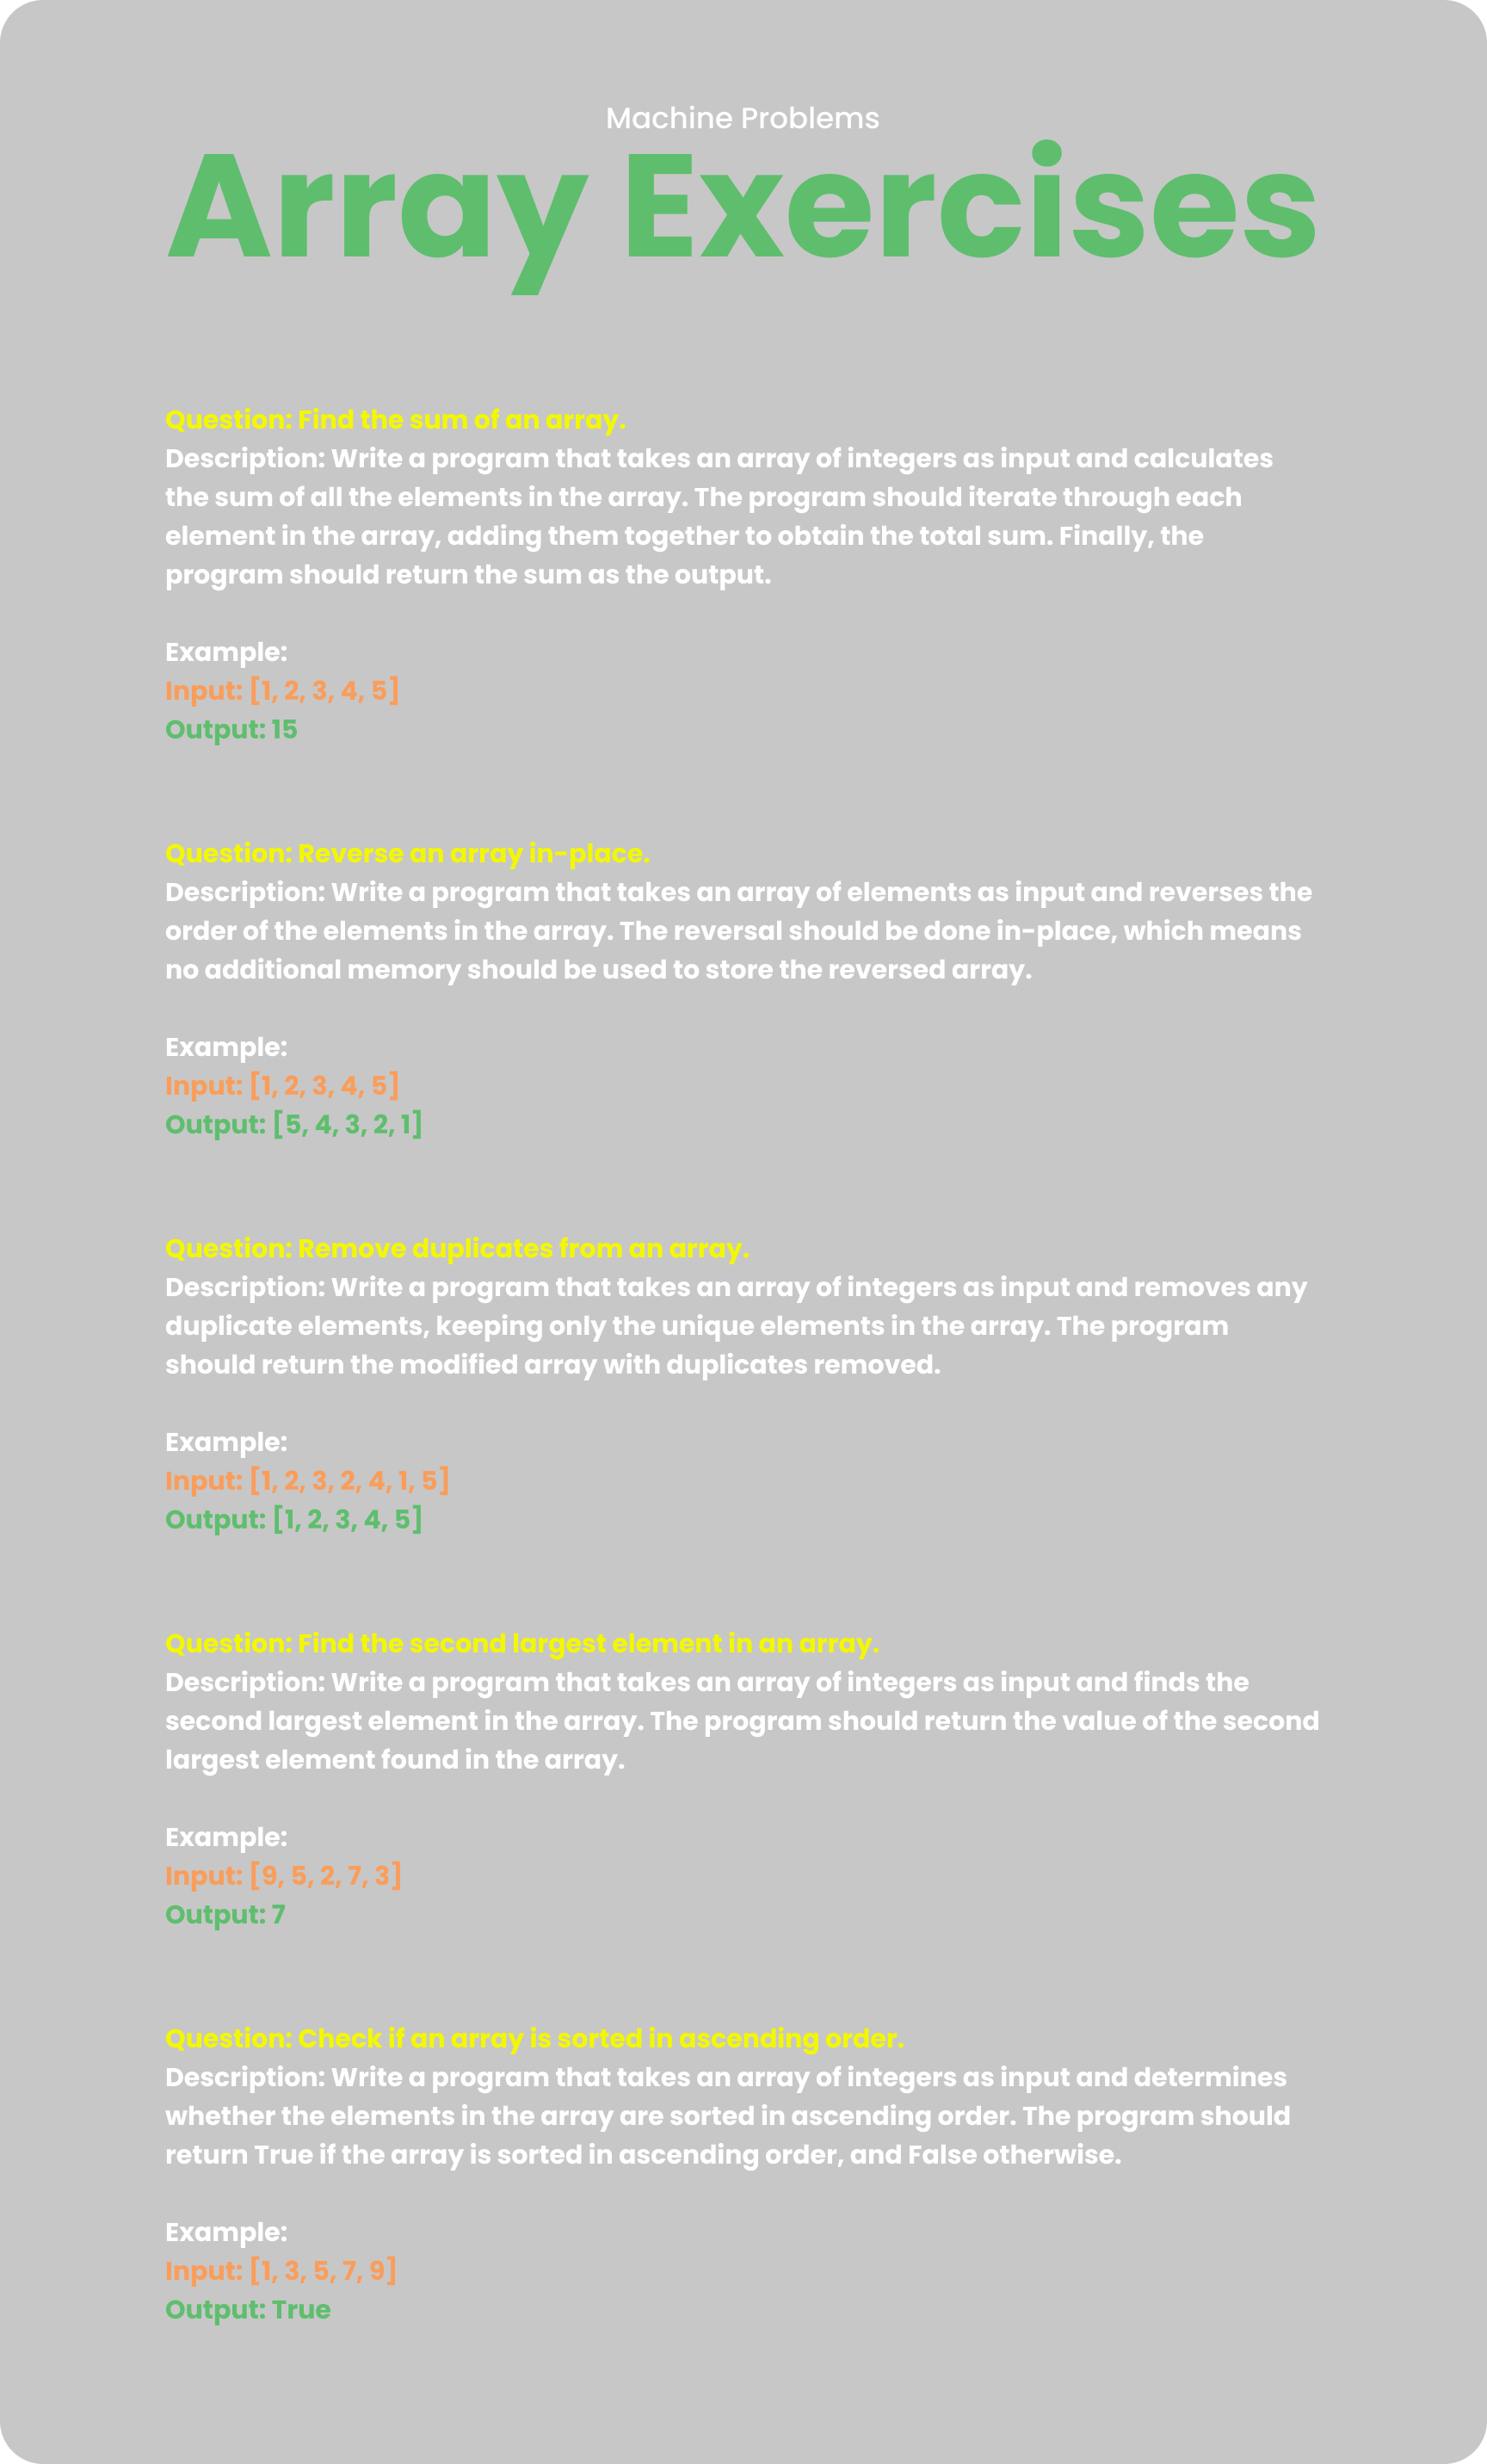 Machine Problems
Array Exercises
Question: Find the sum of an array.
Description: Write a program that takes an array of integers as input and calculates
the sum of all the elements in the array. The program should iterate through each
element in the array, adding them together to obtain the total sum. Finally, the
program should return the sum as the output.
Example:
Input: [1, 2, 3, 4, 5]
Output: 15
Question: Reverse an array in-place.
Description: Write a program that takes an array of elements as input and reverses the
order of the elements in the array. The reversal should be done in-place, which means
no additional memory should be used to store the reversed array.
Example:
Input: [1, 2, 3, 4, 5]
Output: [5, 4, 3, 2, 1]
Question: Remove duplicates from an array.
Description: Write a program that takes an array of integers as input and removes any
duplicate elements, keeping only the unique elements in the array. The program
should return the modified array with duplicates removed.
Example:
Input: [1, 2, 3, 2, 4, 1, 5]
Output: [1, 2, 3, 4, 5]
Question: Find the second largest element in an array.
Description: Write a program that takes an array of integers as input and finds the
second largest element in the array. The program should return the value of the second
largest element found in the array.
Example:
Input: [9, 5, 2, 7, 3]
Output: 7
Question: Check if an array is sorted in ascending order.
Description: Write a program that takes an array of integers as input and determines
whether the elements in the array are sorted in ascending order. The program should
return True if the array is sorted in ascending order, and False otherwise.
Example:
Input: [1, 3, 5, 7, 9]
Output: True